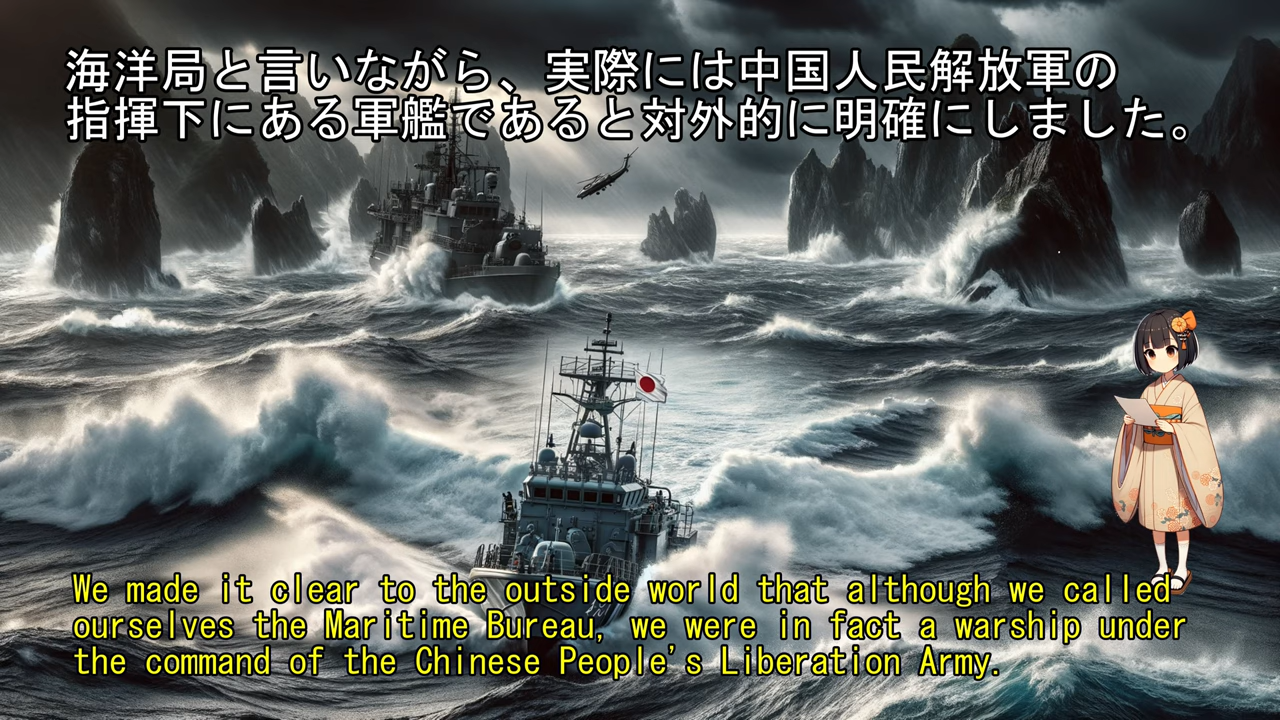 海洋局と言いながら、実際には中国人民解放軍の
指揮下にある軍艦であると対外的に明確にしました。
We made it clear to the outside world that although we called
ourselves the Maritime Bureau, we were in fact a warship under
the command of the Chinese People's Liberation Army.